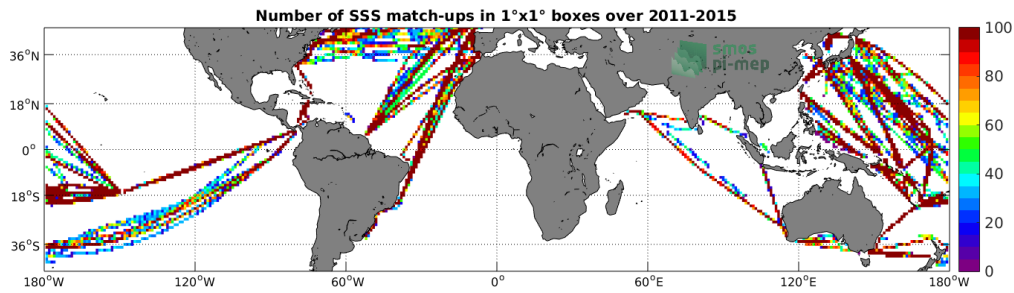 Number of SSS match-ups in 1°x1° boxes over 2011-2015
smos
pi-mep
36°N
18°N
0°
18°S
36°S
180°W
120°W
60°W
0°
60°E
120°E
180°W
100
80
60
40
20
0